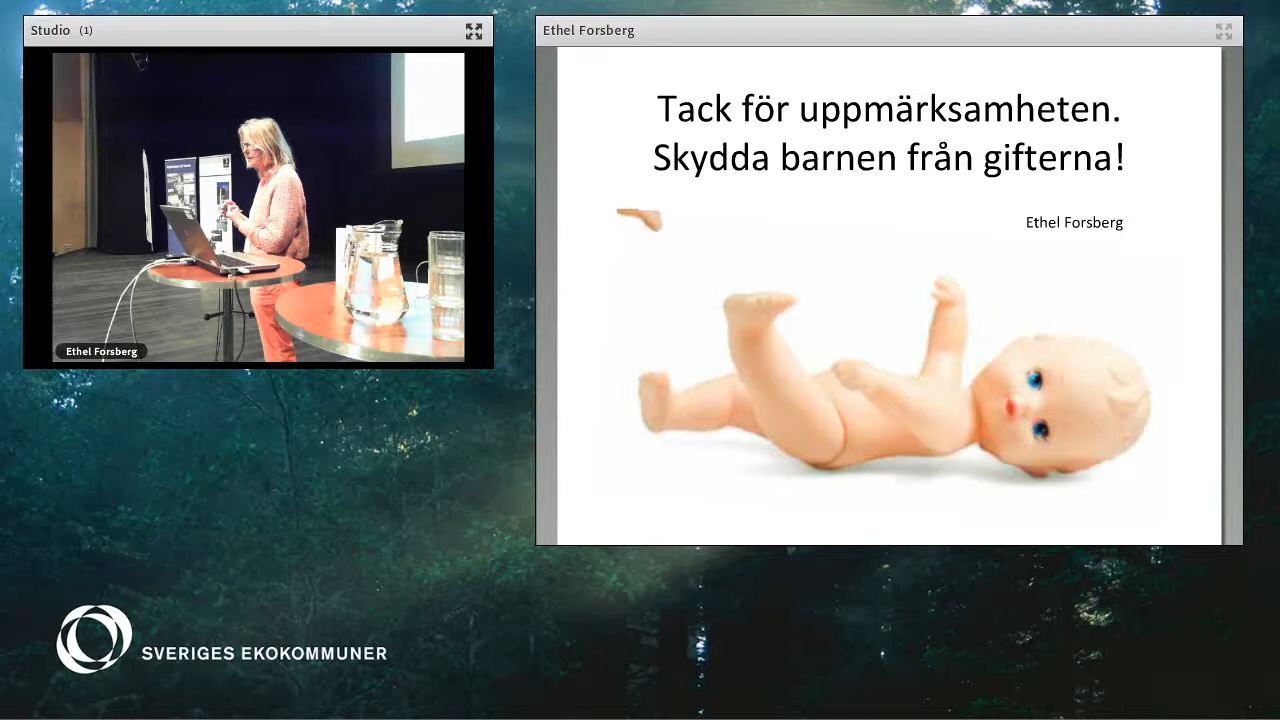 Studio (1)
Ethel Forsberg
Ethel Forsberg
Tack för uppmärksamheten.
Skydda barnen från gifterna!
Ethel Forsberg
SVERIGES EKOKOMMUNER